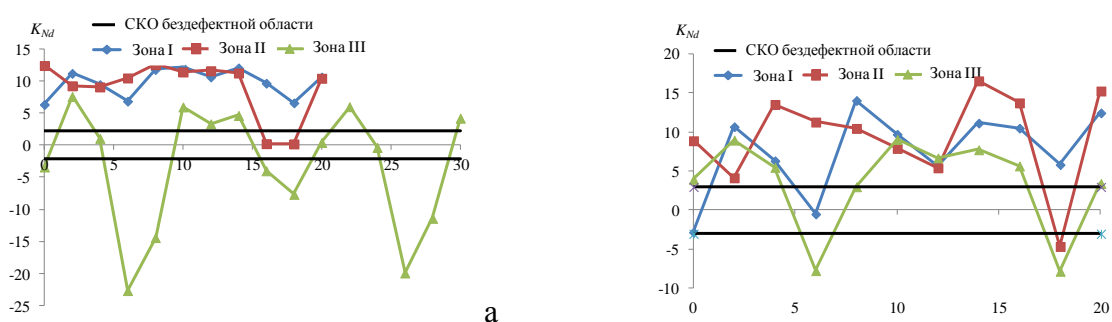 K_Nd
СКО бездефектной области
Зона I Зона II Зона III
15
10
5
0
-5
-10
-15
-20
-25
0 5 10 15 20 25 30
а
K_Nd
СКО бездефектной области
Зона I Зона II Зона III
20
15
10
5
0
-5
-10
0 5 10 15 20